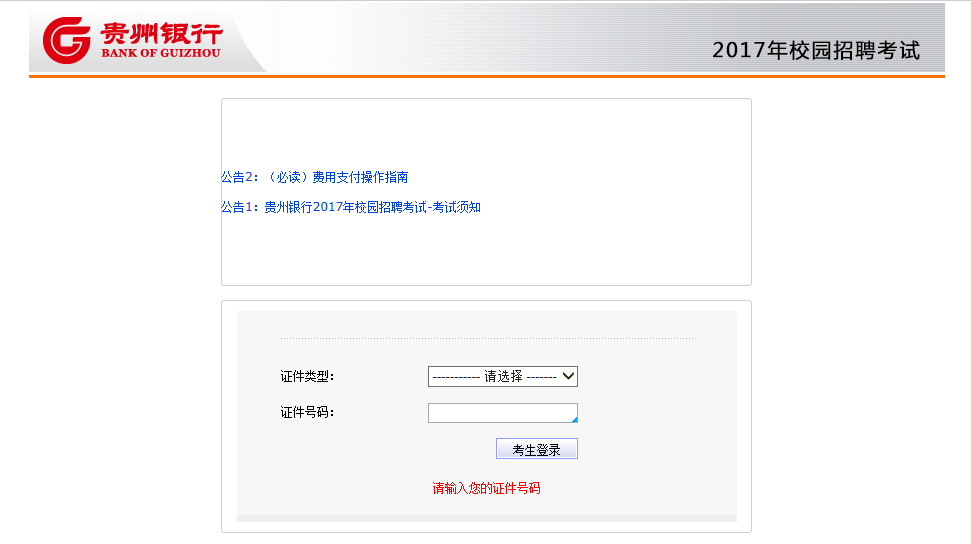 贵州银行
BANK OF GUIZHOU
2017年校园招聘考试
公告2：（必读）费用支付操作指南
公告1：贵州银行2017年校园招聘考试-考试须知
证件类型：
----------- 请选择 -------
证件号码：
考生登录
请输入您的证件号码